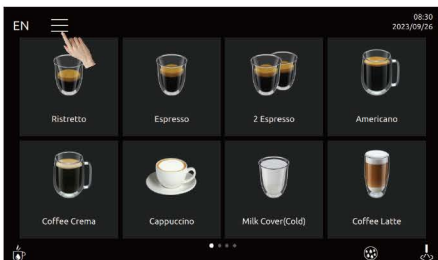 EN
08:30
2023/09/26
Ristretto
Espresso
2 Espresso
Americano
Coffee Crema
Cappuccino
Milk Cover(Cold)
Coffee Latte